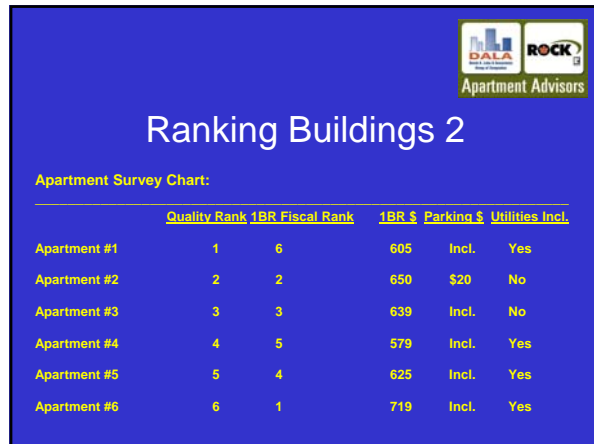 DALA
ROCK
Apartment Advisors
Ranking Buildings 2
Apartment Survey Chart:
Quality Rank 1BR Fiscal Rank 1BR $ Parking $ Utilities Incl.
Apartment #1 1 6 605 Incl. Yes
Apartment #2 2 2 650 $20 No
Apartment #3 3 3 639 Incl. No
Apartment #4 4 5 579 Incl. Yes
Apartment #5 5 4 625 Incl. Yes
Apartment #6 6 1 719 Incl. Yes